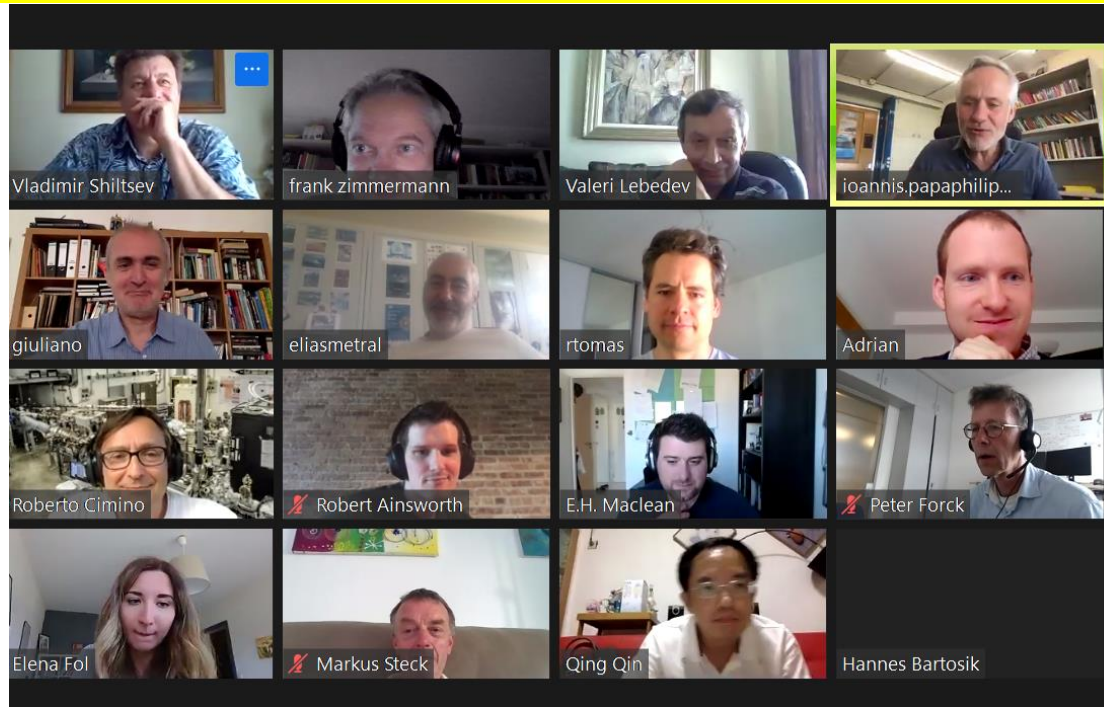 Vladimir Shiltsev
frank zimmermann
Valeri Lebedev
ioannis.papaphilip...
giuliano
eliasmetral
rtomas
Adrian
Roberto Cimino
Robert Ainsworth
E.H. Maclean
Peter Forck
Elena Fol
Markus Steck
Qing Qin
Hannes Bartosik